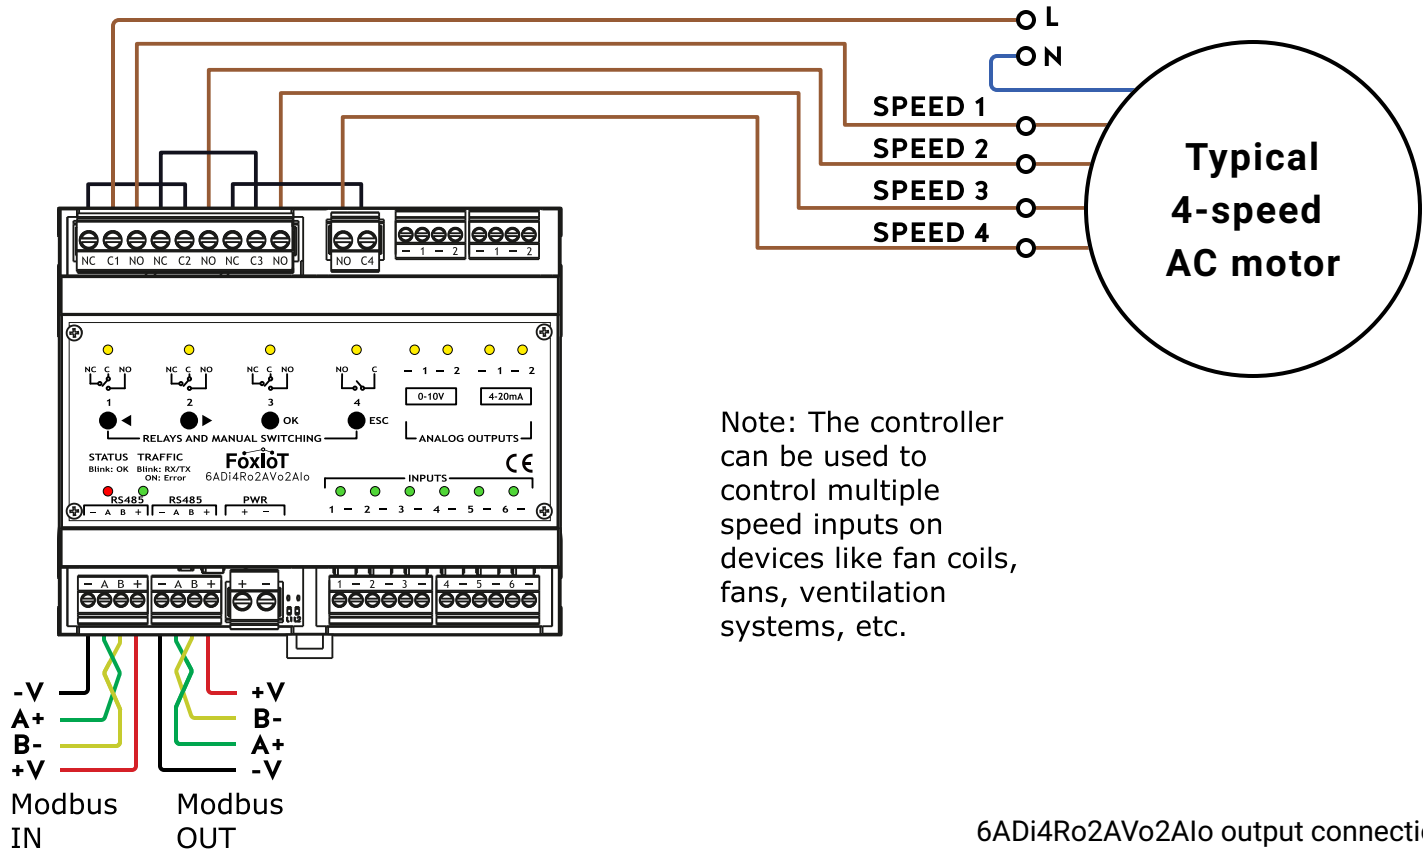 L
N
SPEED 1
SPEED 2
SPEED 3
SPEED 4
Typical
4-speed
AC motor
NC C1 NO NC C2 NO NC C3 NO
NO C4
- 1 - 2
- 1 - 2
NC C NO
NC C NO
NC C NO
NO C
- 1 - 2
- 1 - 2
0-10V
4-20mA
1
2
3
4
OK
ESC
RELAYS AND MANUAL SWITCHING
ANALOG OUTPUTS
STATUS
Blink: OK
TRAFFIC
Blink: RX/TX
ON: Error
FoxIoT
6ADi4Ro2AVo2AIo
CE
INPUTS
RS485
RS485
PWR
- A B +
- A B +
+ -
1 - 2 - 3 - 4 - 5 - 6 -
- A B +
- A B +
+ -
1 - 2 - 3 -
4 - 5 - 6 -
Note: The controller
can be used to
control multiple
speed inputs on
devices like fan coils,
fans, ventilation
systems, etc.
-V
A+
B-
+V
+V
B-
A+
-V
Modbus
IN
Modbus
OUT
6ADi4Ro2AVo2AIo output connectio